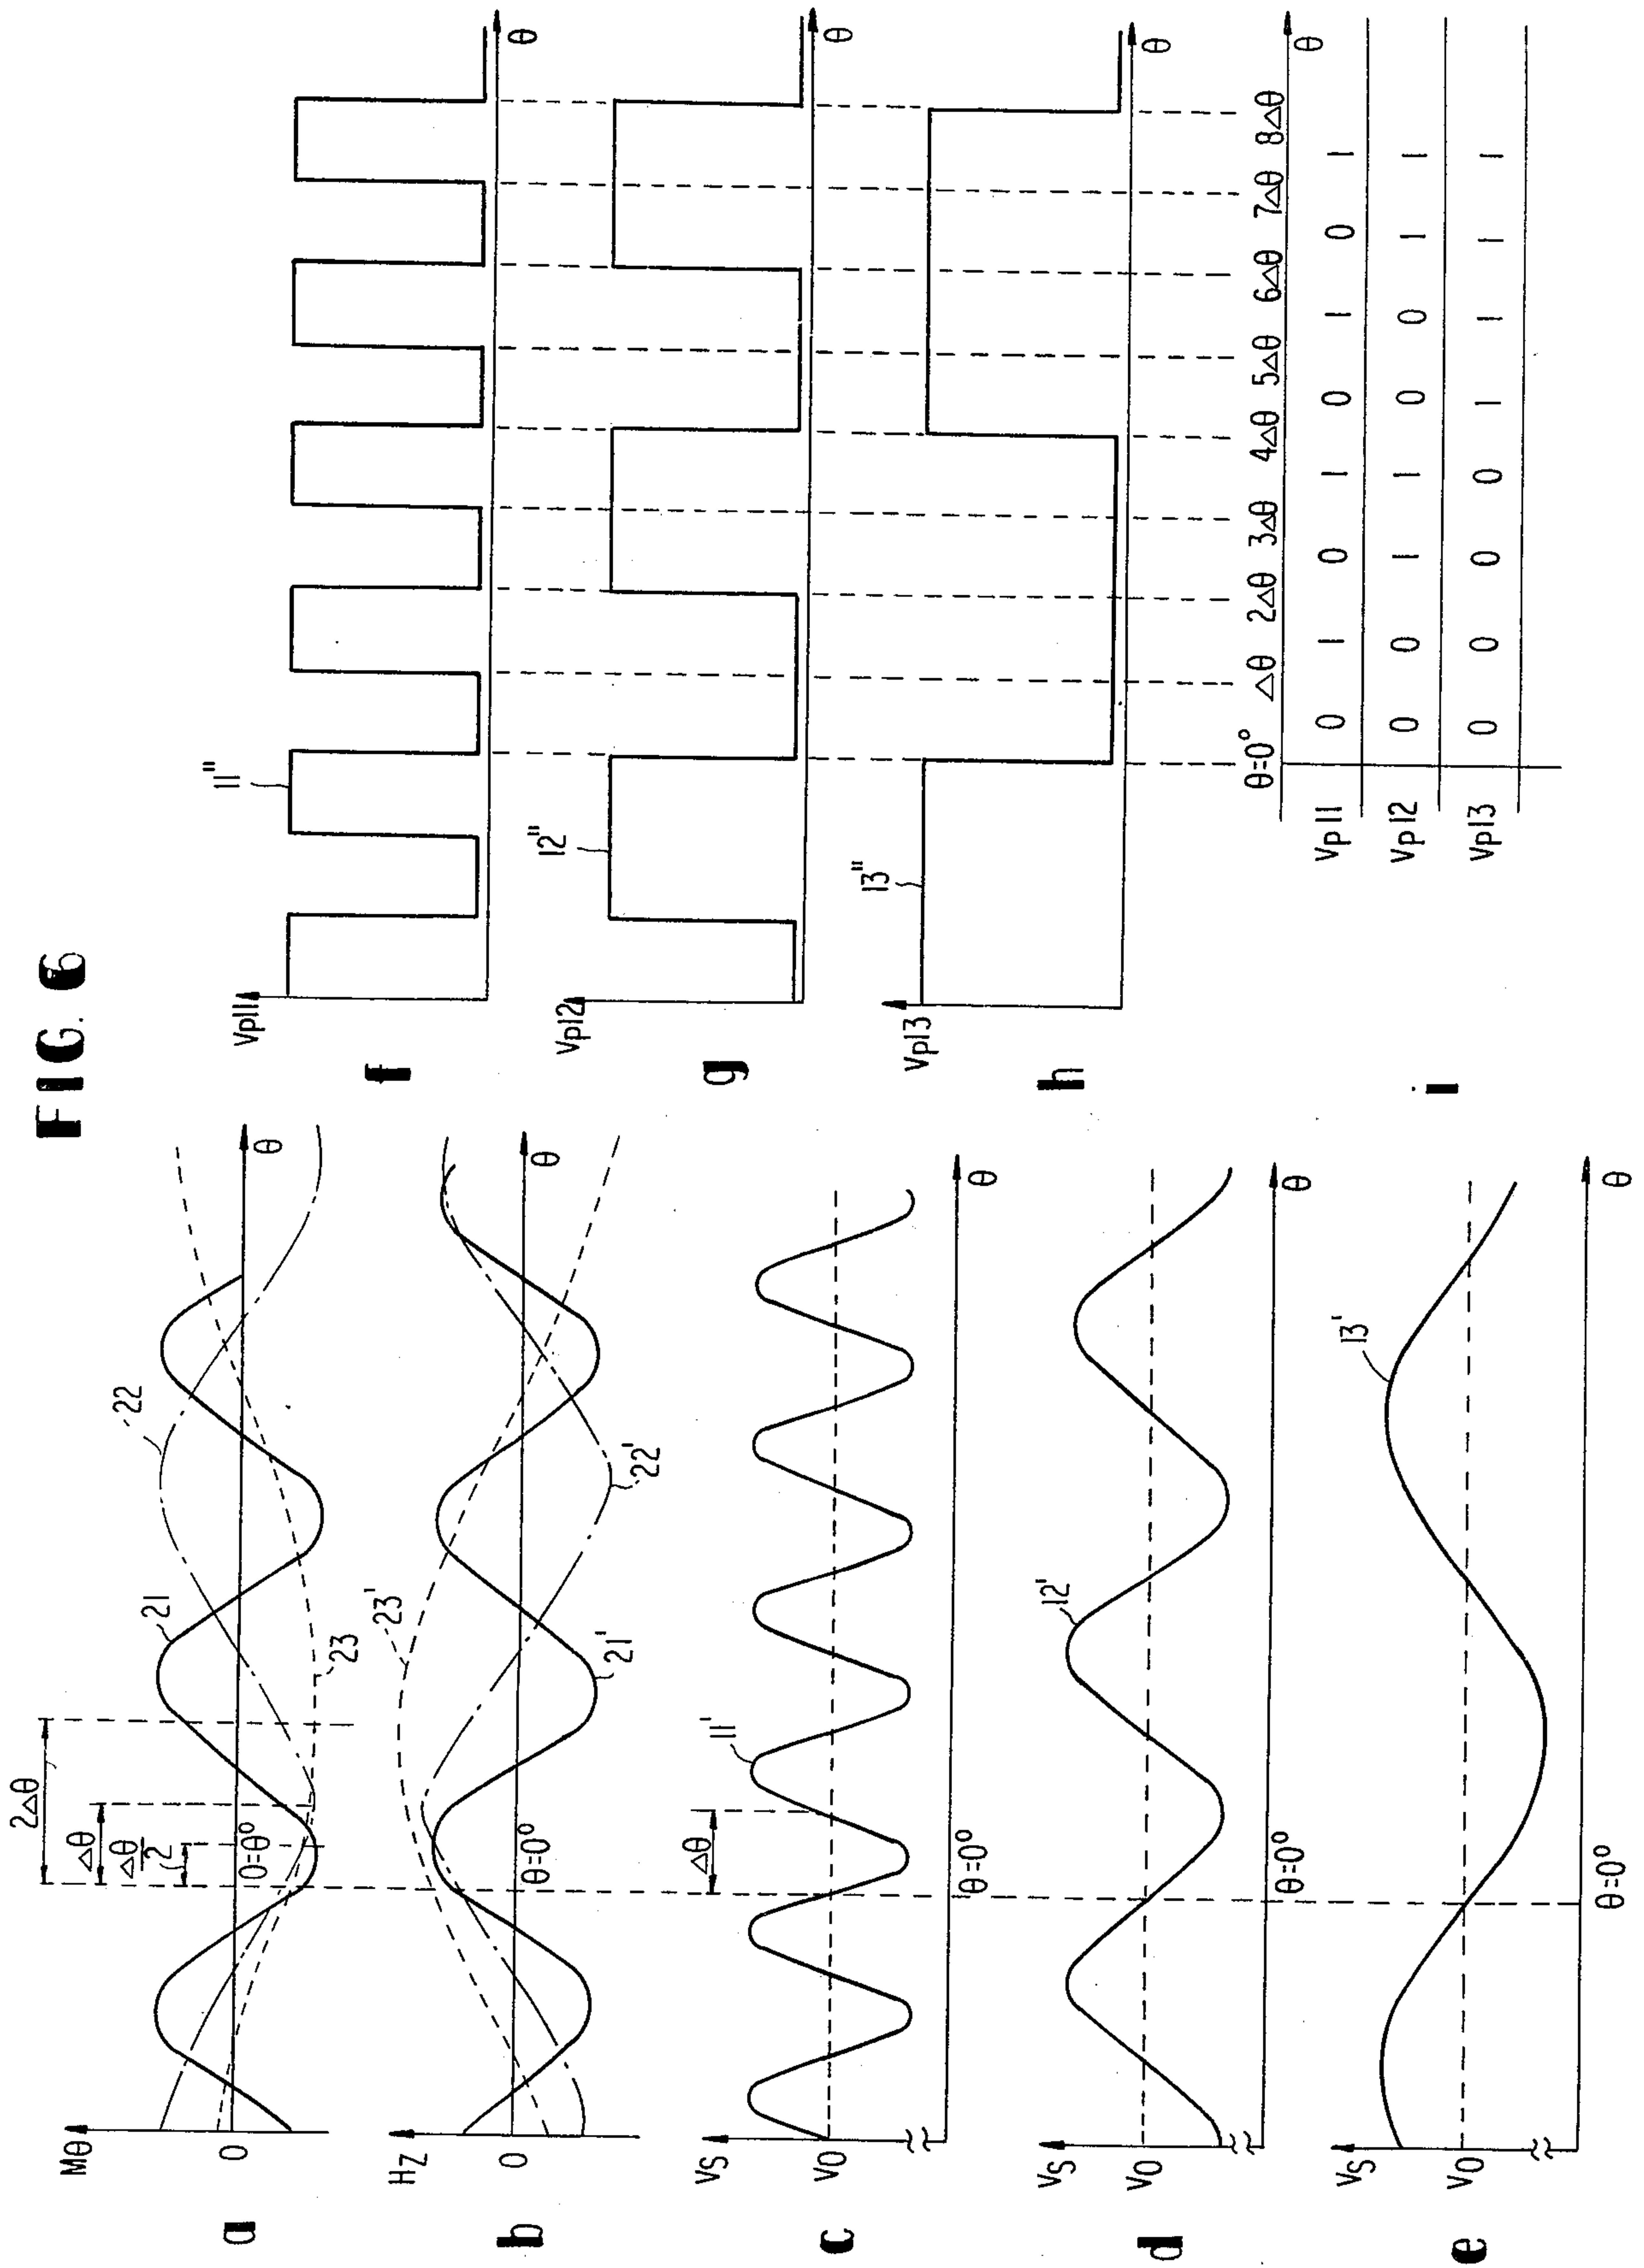 FIG. 6
a
Mθ
0
2Δθ
Δθ
Δθ
2
θ=0°
21
22
23
θ
b
Hz
0
θ=0°
21'
22'
23'
θ
c
Vs
Vo
Δθ
θ=0°
11'
θ
d
Vs
Vo
θ=0°
12'
θ
e
Vs
Vo
θ=0°
13'
θ
f
Vp11
11"
θ
g
Vp12
12"
θ
h
Vp13
13"
θ
i
θ=0° Δθ 2Δθ 3Δθ 4Δθ 5Δθ 6Δθ 7Δθ 8Δθ θ
Vp11 0 1 0 1 0 1 0 1
Vp12 0 0 1 1 0 0 1 1
Vp13 0 0 0 0 1 1 1 1